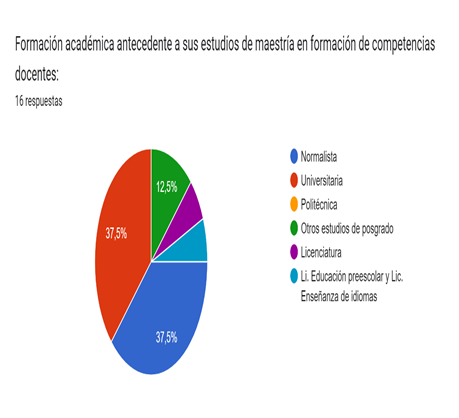 Formación académica antecedente a sus estudios de maestría en formación de competencias
docentes:
16 respuestas
12,5%
37,5%
37,5%
Normalista
Universitaria
Politécnica
Otros estudios de posgrado
Licenciatura
Li. Educación preescolar y Lic.
Enseñanza de idiomas